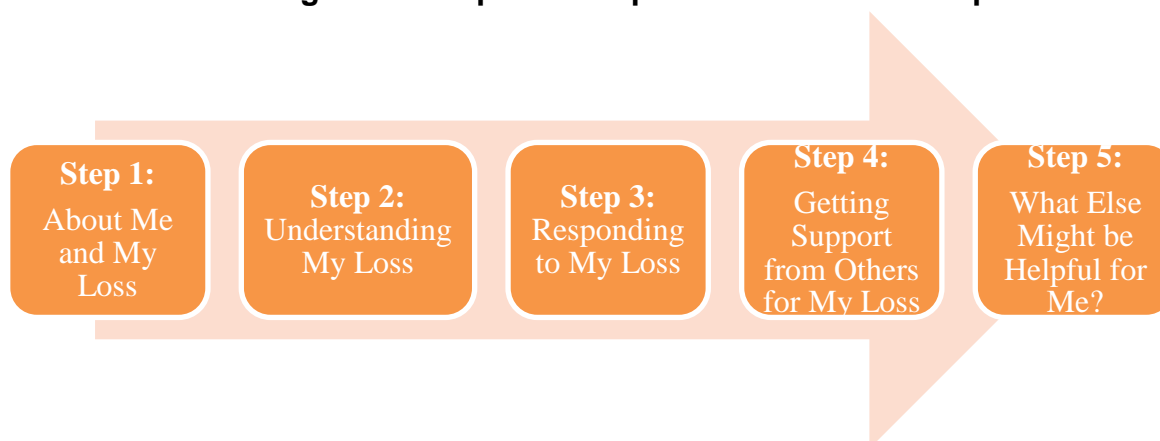 Step 1:
About Me
and My
Loss
Step 2:
Understanding
My Loss
Step 3:
Responding
to My Loss
Step 4:
Getting
Support
from Others
for My Loss
Step 5:
What Else
Might be
Helpful for
Me?